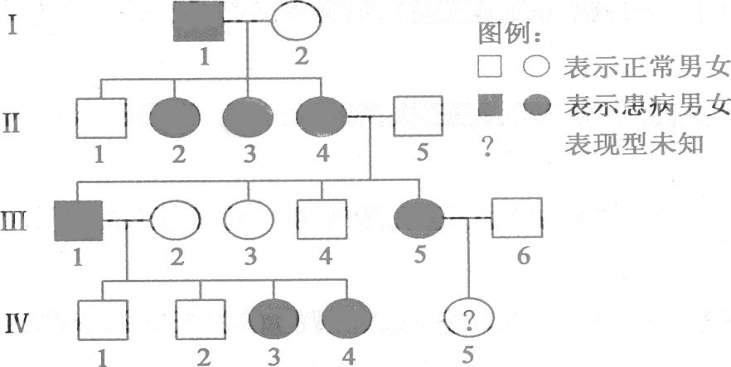 I
1 2
图例：
表示正常男女
表示患病男女
? 表现型未知
II
1 2 3 4 5
III
1 2 3 4 5 6
IV
?
1 2 3 4 5